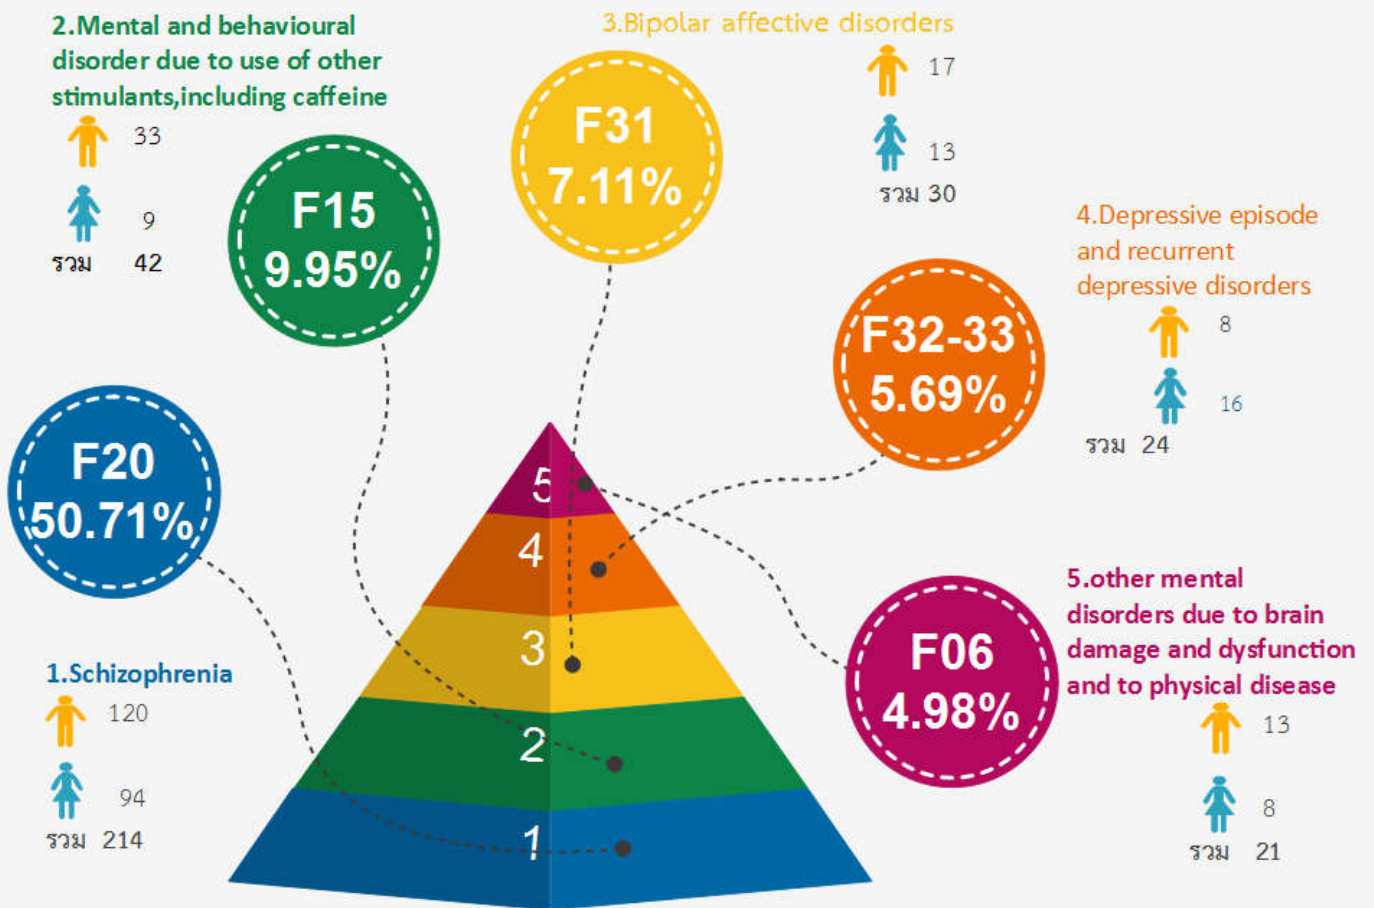 2.Mental and behavioural
disorder due to use of other
stimulants,including caffeine
33
9
รวม 42
F15
9.95%
3.Bipolar affective disorders
17
13
รวม 30
F31
7.11%
4.Depressive episode
and recurrent
depressive disorders
8
16
รวม 24
F32-33
5.69%
F20
50.71%
1.Schizophrenia
120
94
รวม 214
5
4
3
2
1
F06
4.98%
5.other mental
disorders due to brain
damage and dysfunction
and to physical disease
13
8
รวม 21